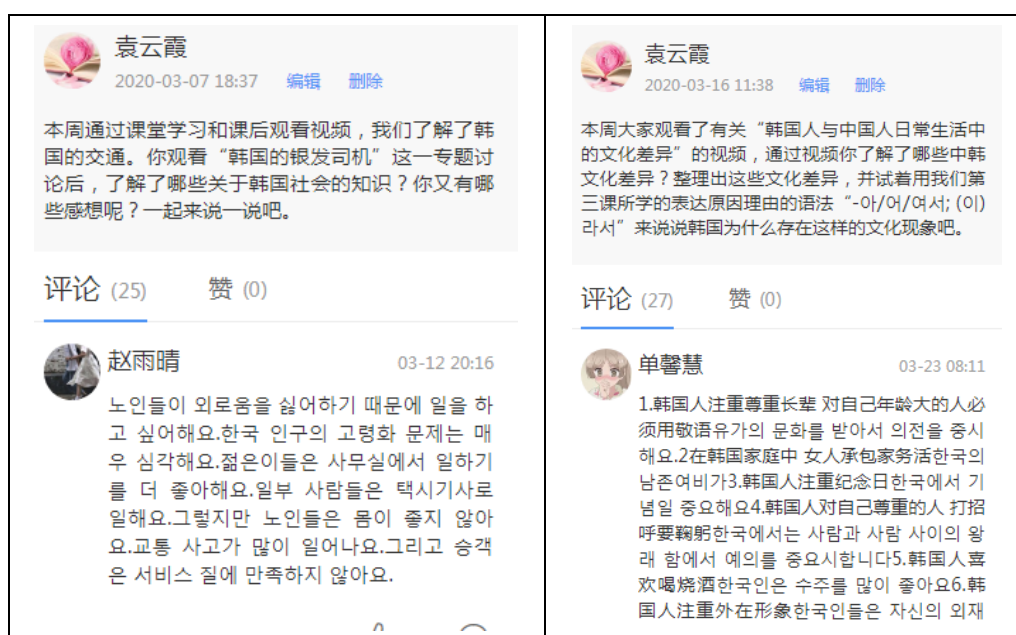 袁云霞
2020-03-07 18:37 编辑 删除
本周通过课堂学习和课后观看视频，我们了解了韩
国的交通。你观看“韩国的银发司机”这一专题讨
论后，了解了哪些关于韩国社会的知识？你又有哪
些感想呢？一起来说一说吧。
评论 (25) 赞 (0)
赵雨晴 03-12 20:16
노인들이 외로움을 싫어하기 때문에 일을 하
고 싶어해요.한국 인구의 고령화 문제는 매
우 심각해요.젊은이들은 사무실에서 일하기
를 더 좋아해요.일부 사람들은 택시기사로
일해요.그렇지만 노인들은 몸이 좋지 않아
요.교통 사고가 많이 일어나요.그리고 승객
은 서비스 질에 만족하지 않아요.
袁云霞
2020-03-16 11:38 编辑 删除
本周大家观看了有关“韩国人与中国人日常生活中
的文化差异”的视频，通过视频你了解了哪些中韩
文化差异？整理出这些文化差异，并试着用我们第
三课所学的表达原因理由的语法“-아/어/여서; (이)
라서”来说说韩国为什么存在这样的文化现象吧。
评论 (27) 赞 (0)
单馨慧 03-23 08:11
1.韩国人注重尊重长辈 对自己年龄大的人必
须用敬语유가의 문화를 받아서 의전을 중시
해요.2在韩国家庭中 女人承包家务活한국의
남존여비가3.韩国人注重纪念日한국에서 기
념일 중요해요4.韩国人对自己尊重的人 打招
呼要鞠躬한국에서는 사람과 사람 사이의 왕
래 함에서 예의를 중요시합니다5.韩国人喜
欢喝烧酒한국인은 수주를 많이 좋아요6.韩
国人注重外在形象한국인들은 자신의 외재